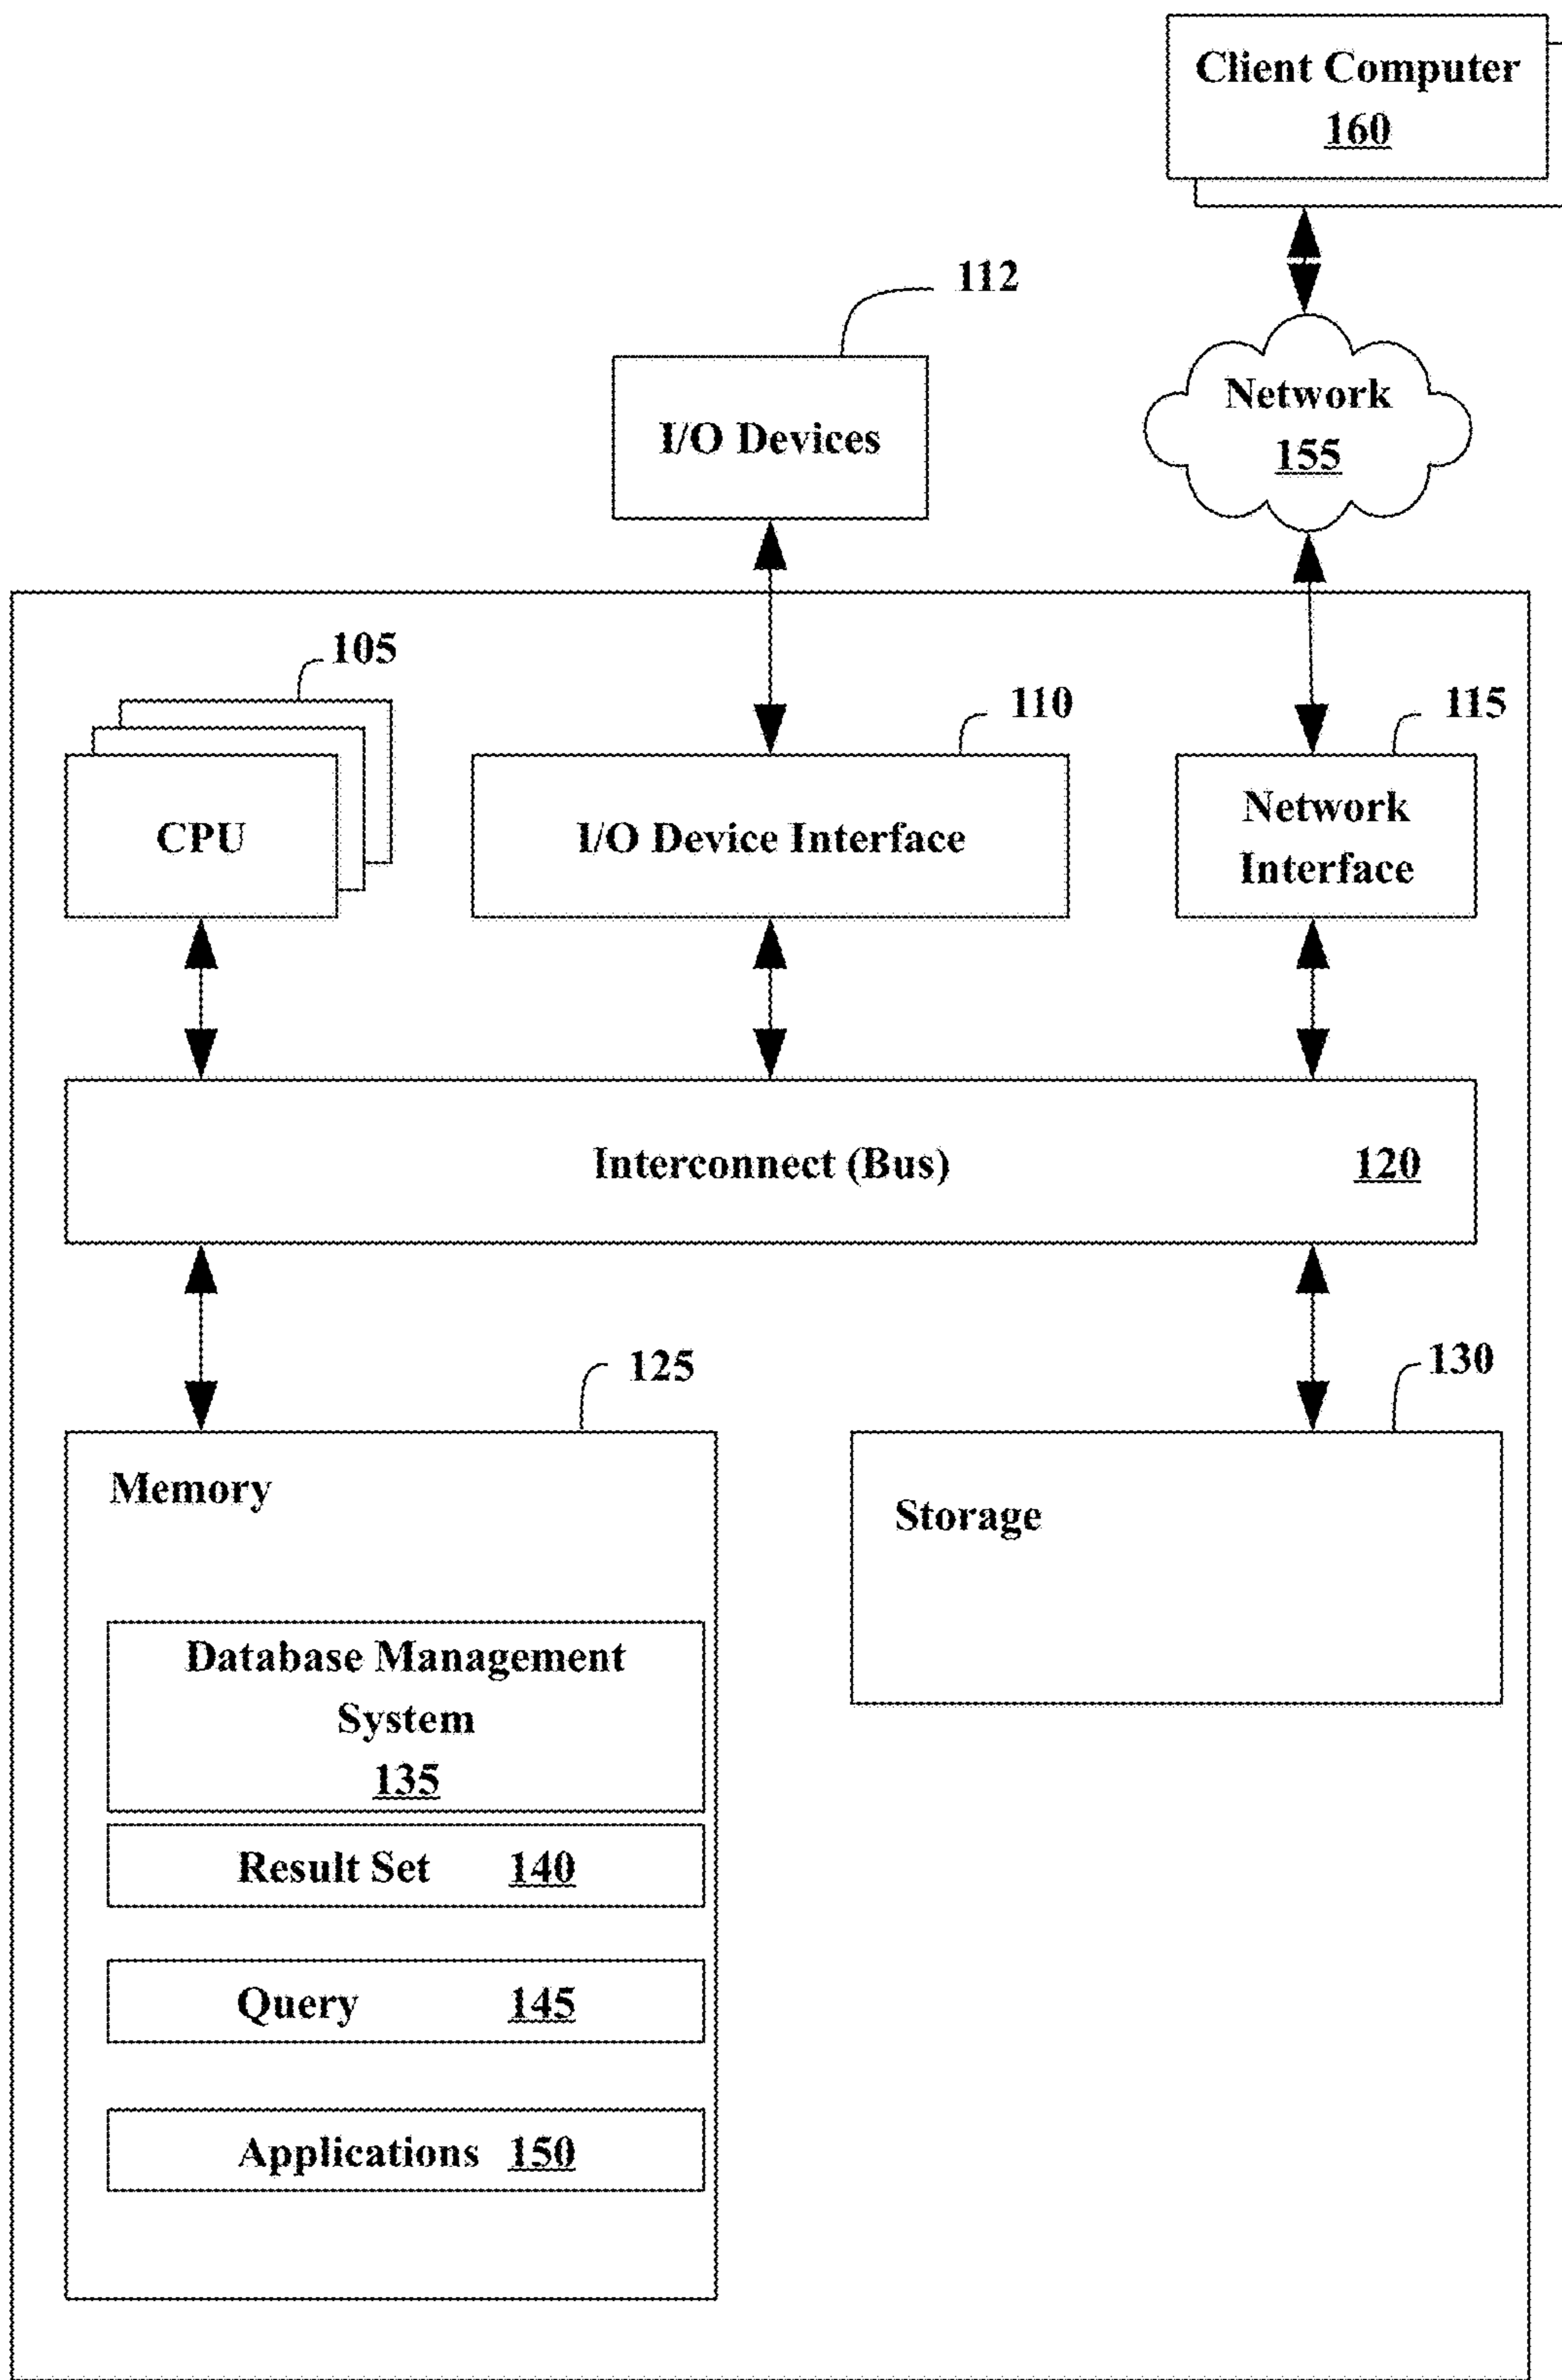 Client Computer
160
112
I/O Devices
Network
155
105
110
115
CPU
I/O Device Interface
Network
Interface
Interconnect (Bus) 120
125
130
Memory
Storage
Database Management
System
135
Result Set 140
Query 145
Applications 150